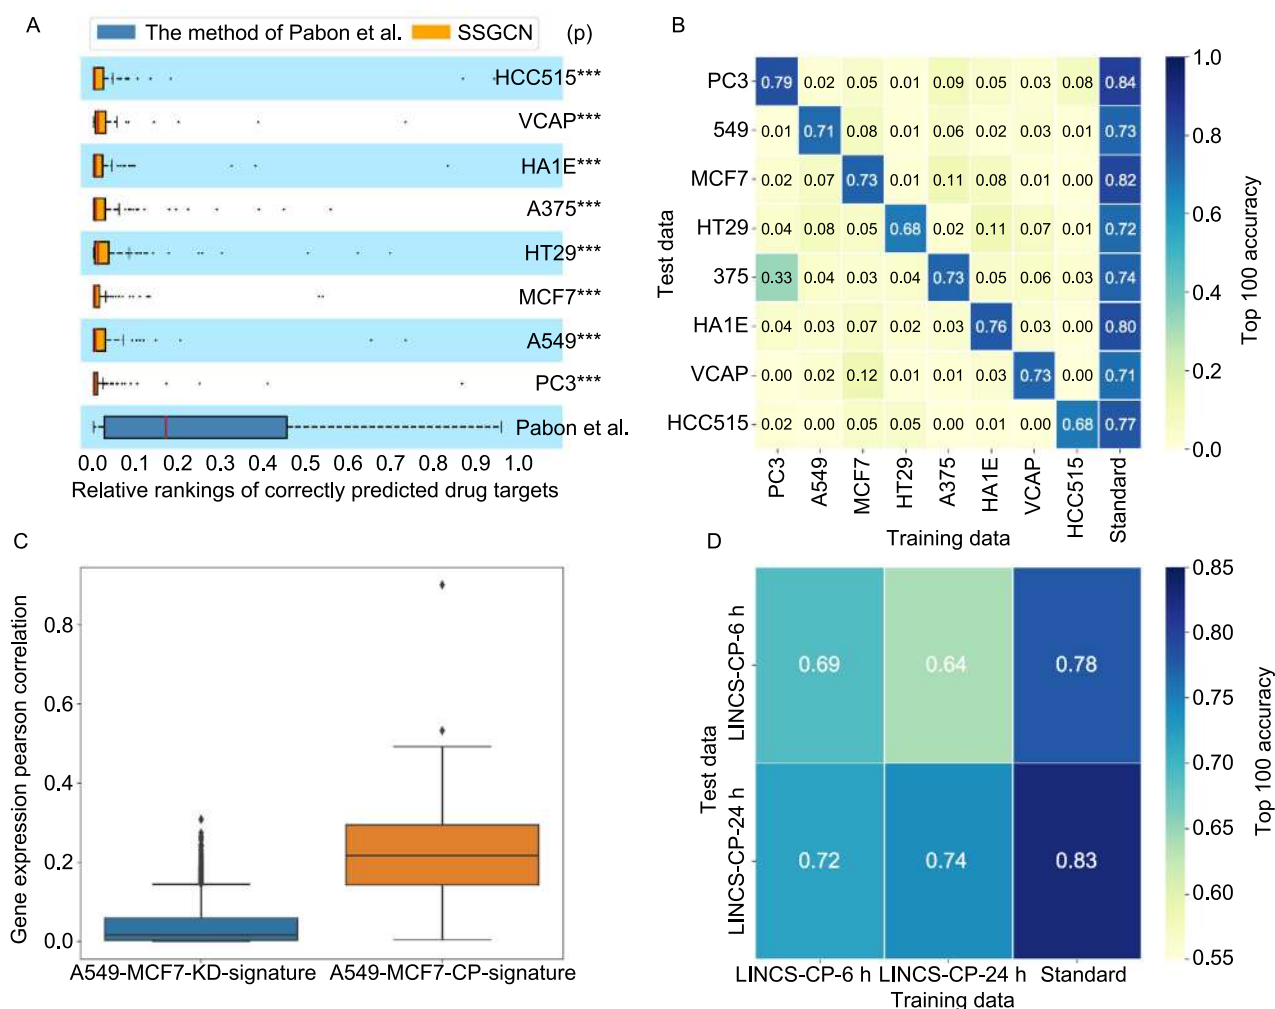 A
The method of Pabon et al. SSGCN (p)
HCC515***
VCAP***
HA1E***
A375***
HT29***
MCF7***
A549***
PC3***
Pabon et al.
0.0 0.1 0.2 0.3 0.4 0.5 0.6 0.7 0.8 0.9 1.0
Relative rankings of correctly predicted drug targets
B
Test data
PC3 0.79 0.02 0.05 0.01 0.09 0.05 0.03 0.08 0.84
549 0.01 0.71 0.08 0.01 0.06 0.02 0.03 0.01 0.73
MCF7 0.02 0.07 0.73 0.01 0.11 0.08 0.01 0.00 0.82
HT29 0.04 0.08 0.05 0.68 0.02 0.11 0.07 0.01 0.72
375 0.33 0.04 0.03 0.04 0.73 0.05 0.06 0.03 0.74
HA1E 0.04 0.03 0.07 0.02 0.03 0.76 0.03 0.00 0.80
VCAP 0.00 0.02 0.12 0.01 0.01 0.03 0.73 0.00 0.71
HCC515 0.02 0.00 0.05 0.05 0.00 0.01 0.00 0.68 0.77
PC3 A549 MCF7 HT29 A375 HA1E VCAP HCC515 Standard
Training data
1.0
0.8
0.6
0.4
0.2
0.0
Top 100 accuracy
C
Gene expression pearson correlation
0.8
0.6
0.4
0.2
0.0
A549-MCF7-KD-signature A549-MCF7-CP-signature
D
Test data
LINCS-CP-6 h
0.69 0.64 0.78
LINCS-CP-24 h
0.72 0.74 0.83
LINCS-CP-6 h LINCS-CP-24 h Standard
Training data
0.85
0.80
0.75
0.70
0.65
0.60
0.55
Top 100 accuracy